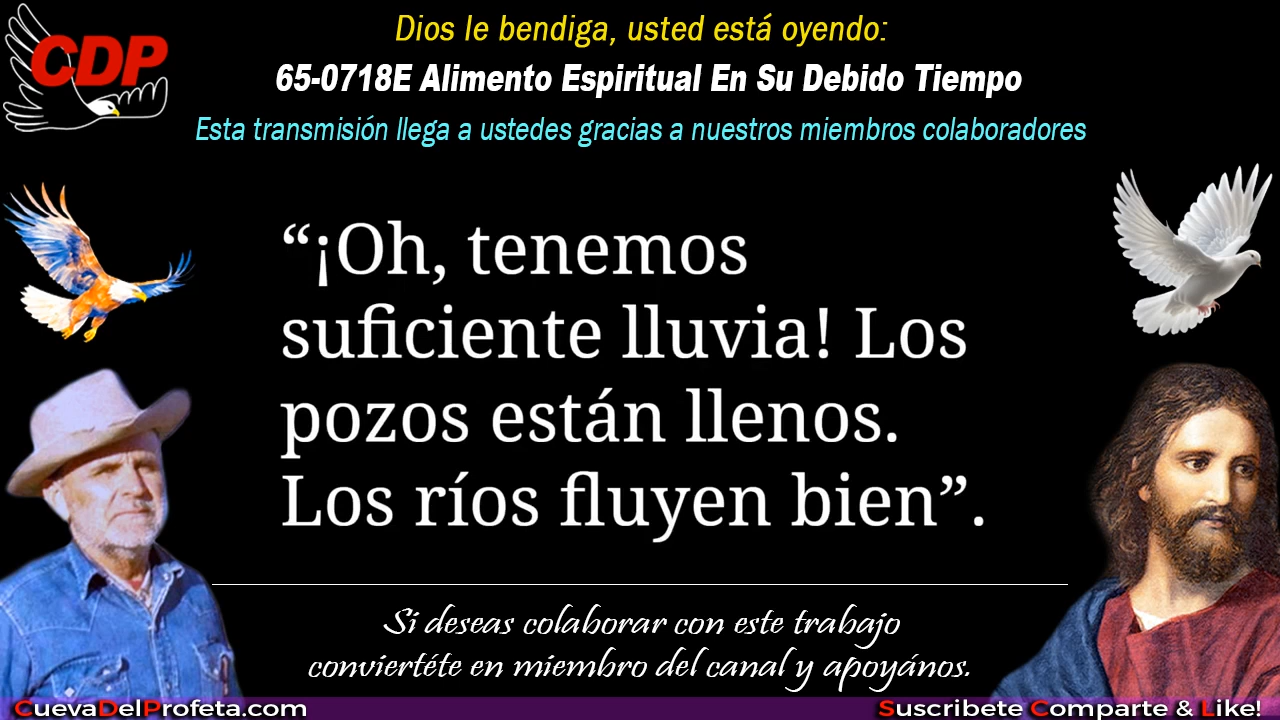 CDP
Dios le bendiga, usted está oyendo:
65-0718E Alimento Espiritual En Su Debido Tiempo
Esta transmisión llega a ustedes gracias a nuestros miembros colaboradores
“¡Oh, tenemos
suficiente lluvia! Los
pozos están llenos.
Los ríos fluyen bien”.
Si deseas colaborar con este trabajo
conviertéte en miembro del canal y apoyános.
CuevaDelProfeta.com
Suscribete Comparte & Like!